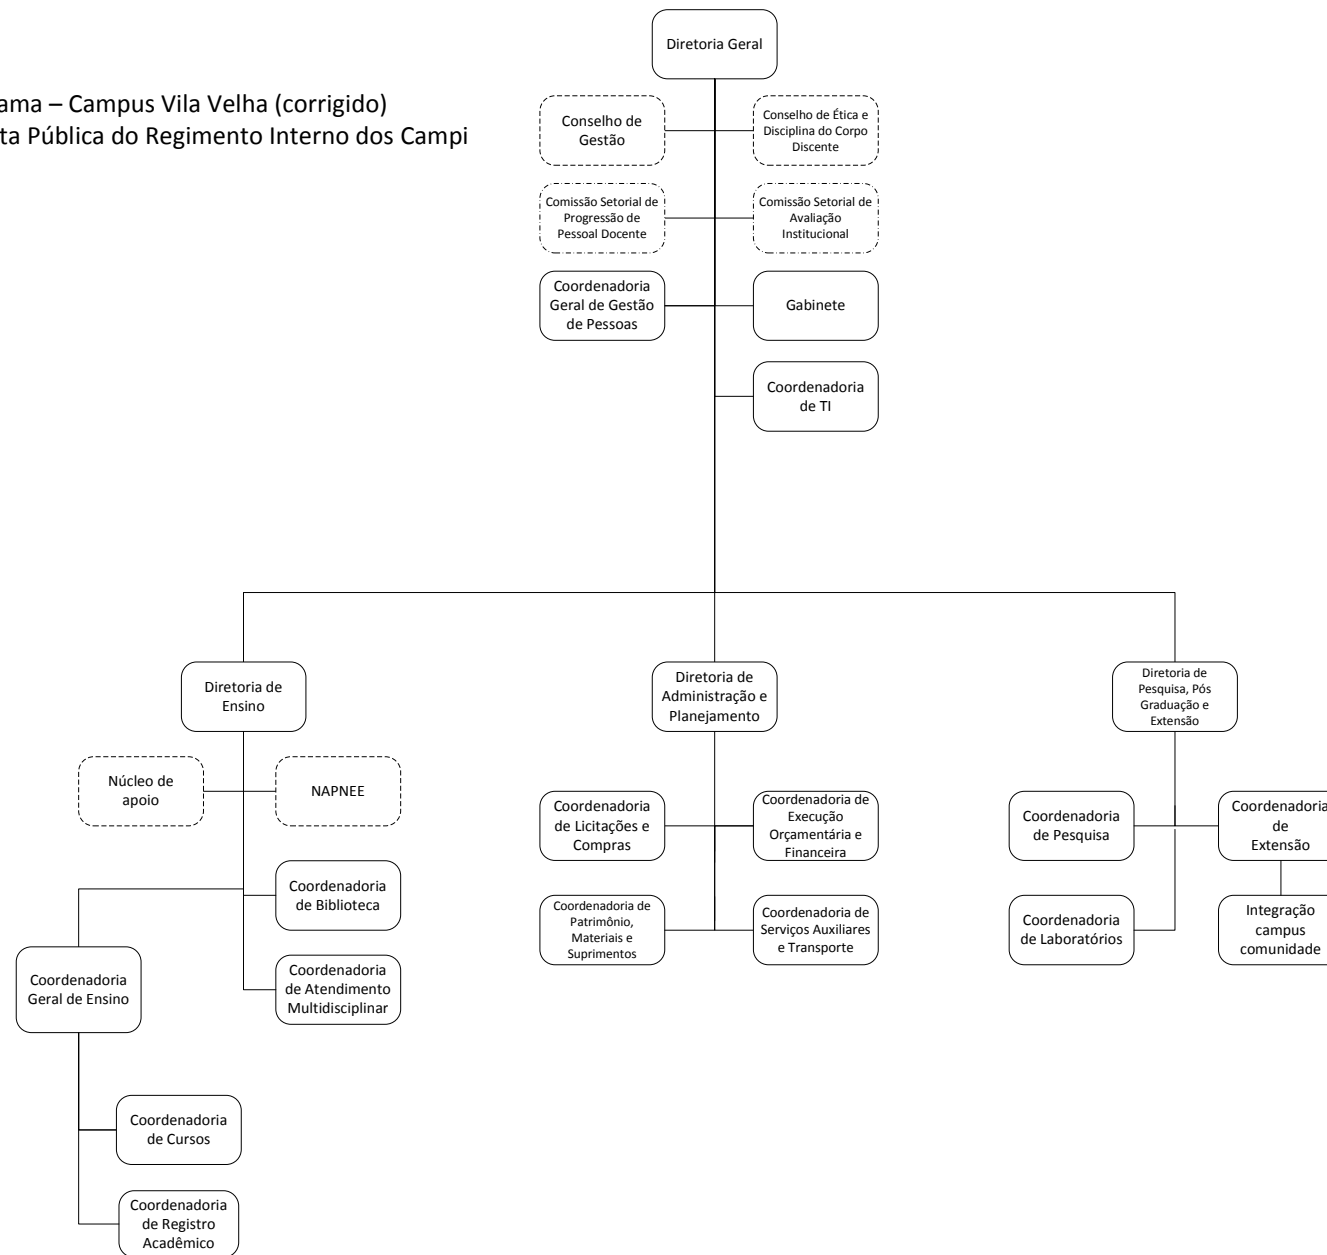 Diretoria Geral
ama – Campus Vila Velha (corrigido)
ta Pública do Regimento Interno dos Campi
Conselho de
Gestão
Conselho de Ética e
Disciplina do Corpo
Discente
Comissão Setorial de
Progressão de
Pessoal Docente
Comissão Setorial de
Avaliação
Institucional
Coordenadoria
Geral de Gestão
de Pessoas
Gabinete
Coordenadoria
de TI
Diretoria de
Ensino
Diretoria de
Administração e
Planejamento
Diretoria de
Pesquisa, Pós
Graduação e
Extensão
Núcleo de
apoio
NAPNEE
Coordenadoria
de Licitações e
Compras
Coordenadoria de
Execução
Orçamentária e
Financeira
Coordenadoria
de Pesquisa
Coordenadoria
de
Extensão
Coordenadoria
de Biblioteca
Coordenadoria de
Patrimônio,
Materiais e
Suprimentos
Coordenadoria de
Serviços Auxiliares
e Transporte
Coordenadoria
de Laboratórios
Integração
campus
comunidade
Coordenadoria
Geral de Ensino
Coordenadoria
de Atendimento
Multidisciplinar
Coordenadoria
de Cursos
Coordenadoria
de Registro
Acadêmico